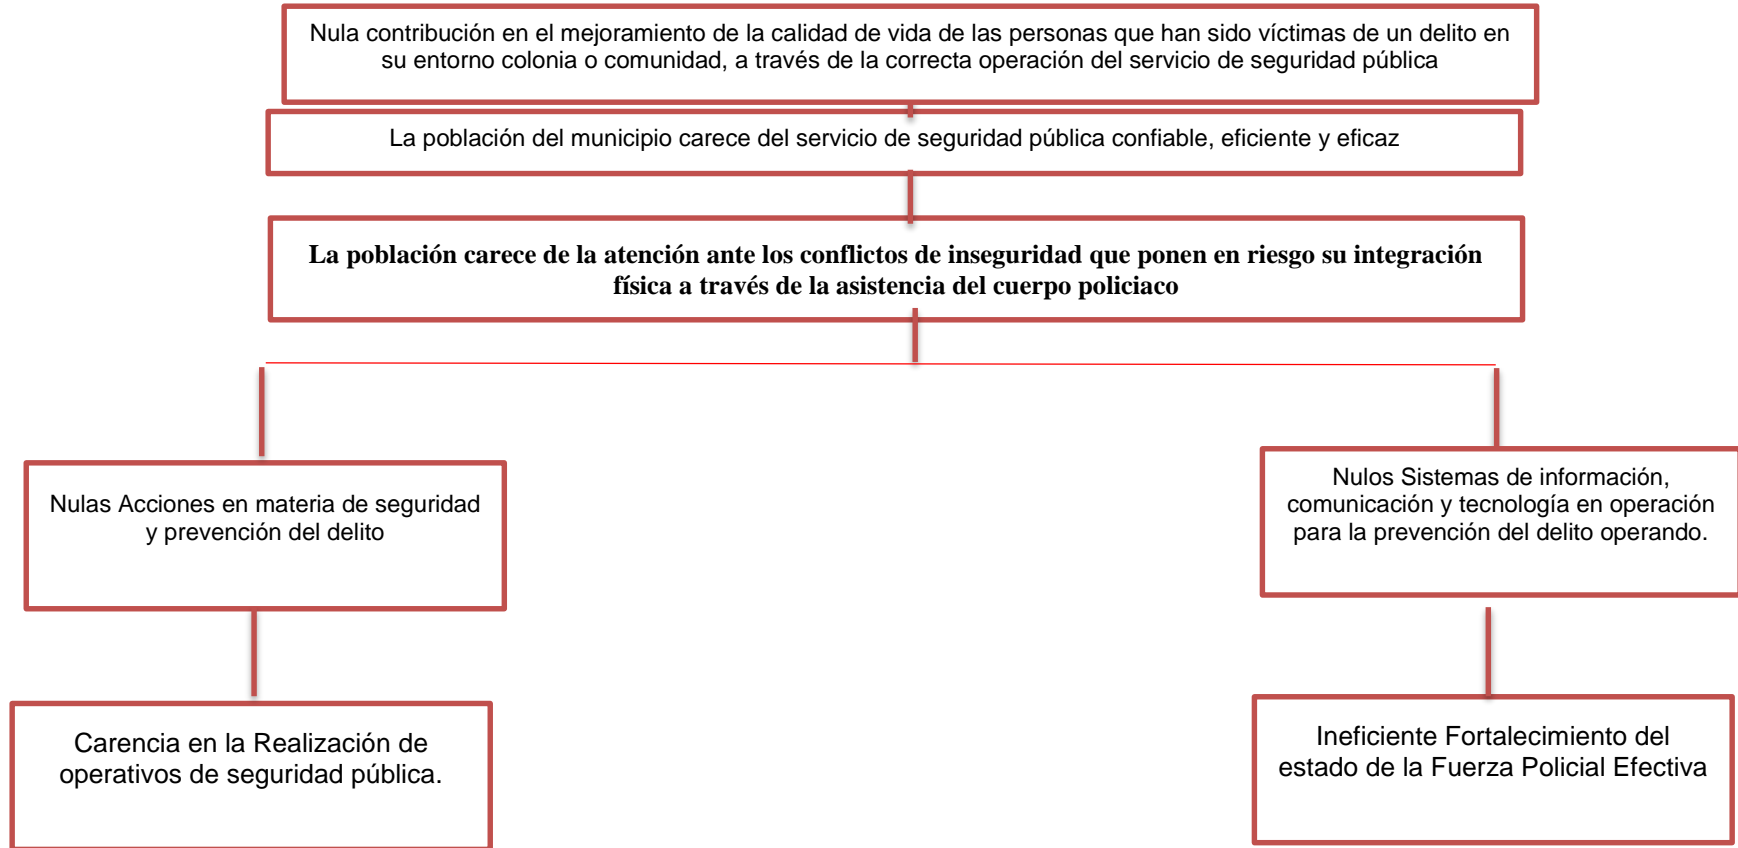 Nula contribución en el mejoramiento de la calidad de vida de las personas que han sido víctimas de un delito en
su entorno colonia o comunidad, a través de la correcta operación del servicio de seguridad pública
La población del municipio carece del servicio de seguridad pública confiable, eficiente y eficaz
La población carece de la atención ante los conflictos de inseguridad que ponen en riesgo su integración
física a través de la asistencia del cuerpo policiaco
Nulas Acciones en materia de seguridad
y prevención del delito
Nulos Sistemas de información,
comunicación y tecnología en operación
para la prevención del delito operando.
Carencia en la Realización de
operativos de seguridad pública.
Ineficiente Fortalecimiento del
estado de la Fuerza Policial Efectiva